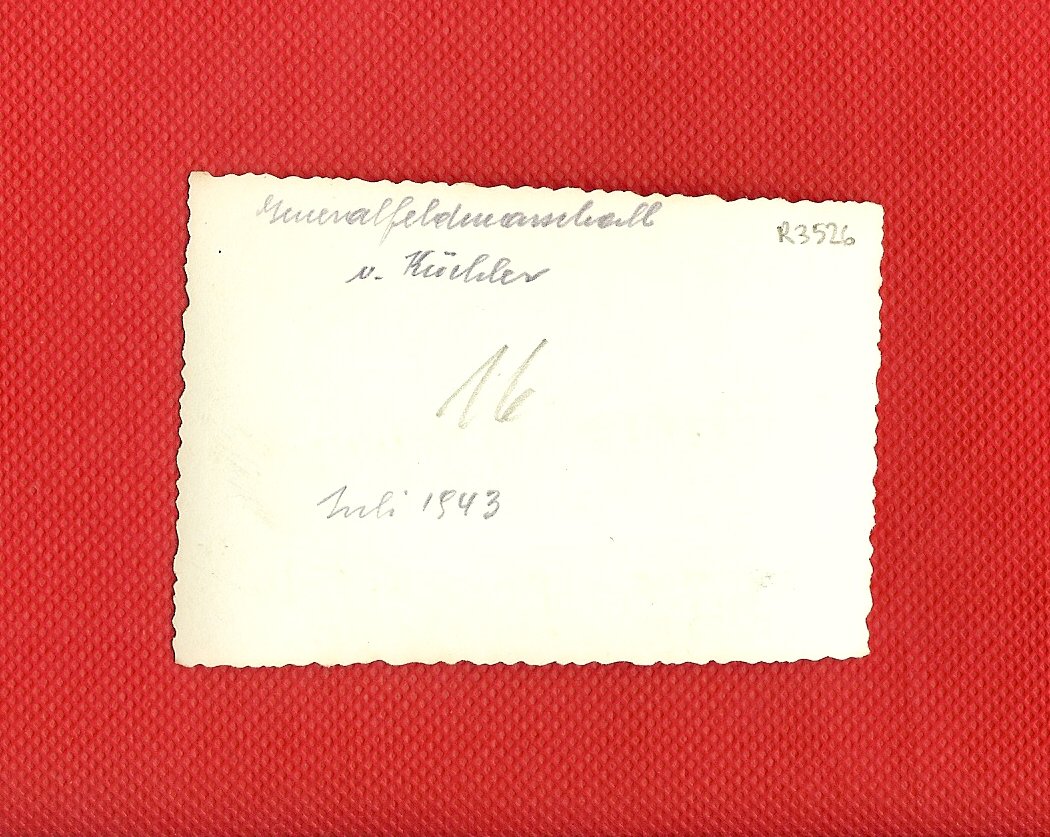 Generalfeldmarschall
R3526
v. Küchler
16
Juli 1943